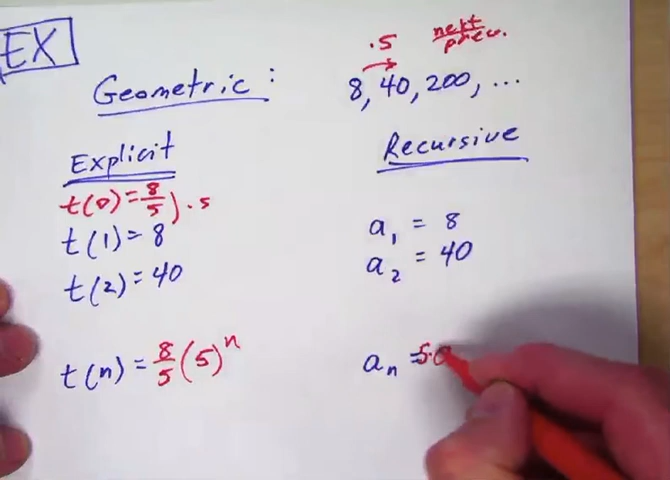 EX
·5 next/prev.
Geometric: 8, 40, 200, ...
Explicit
t(0) = 8/5 ) ·5
t(1) = 8
t(2) = 40
t(n) = 8/5 (5)^n
Recursive
a₁ = 8
a₂ = 40
aₙ = 5·a